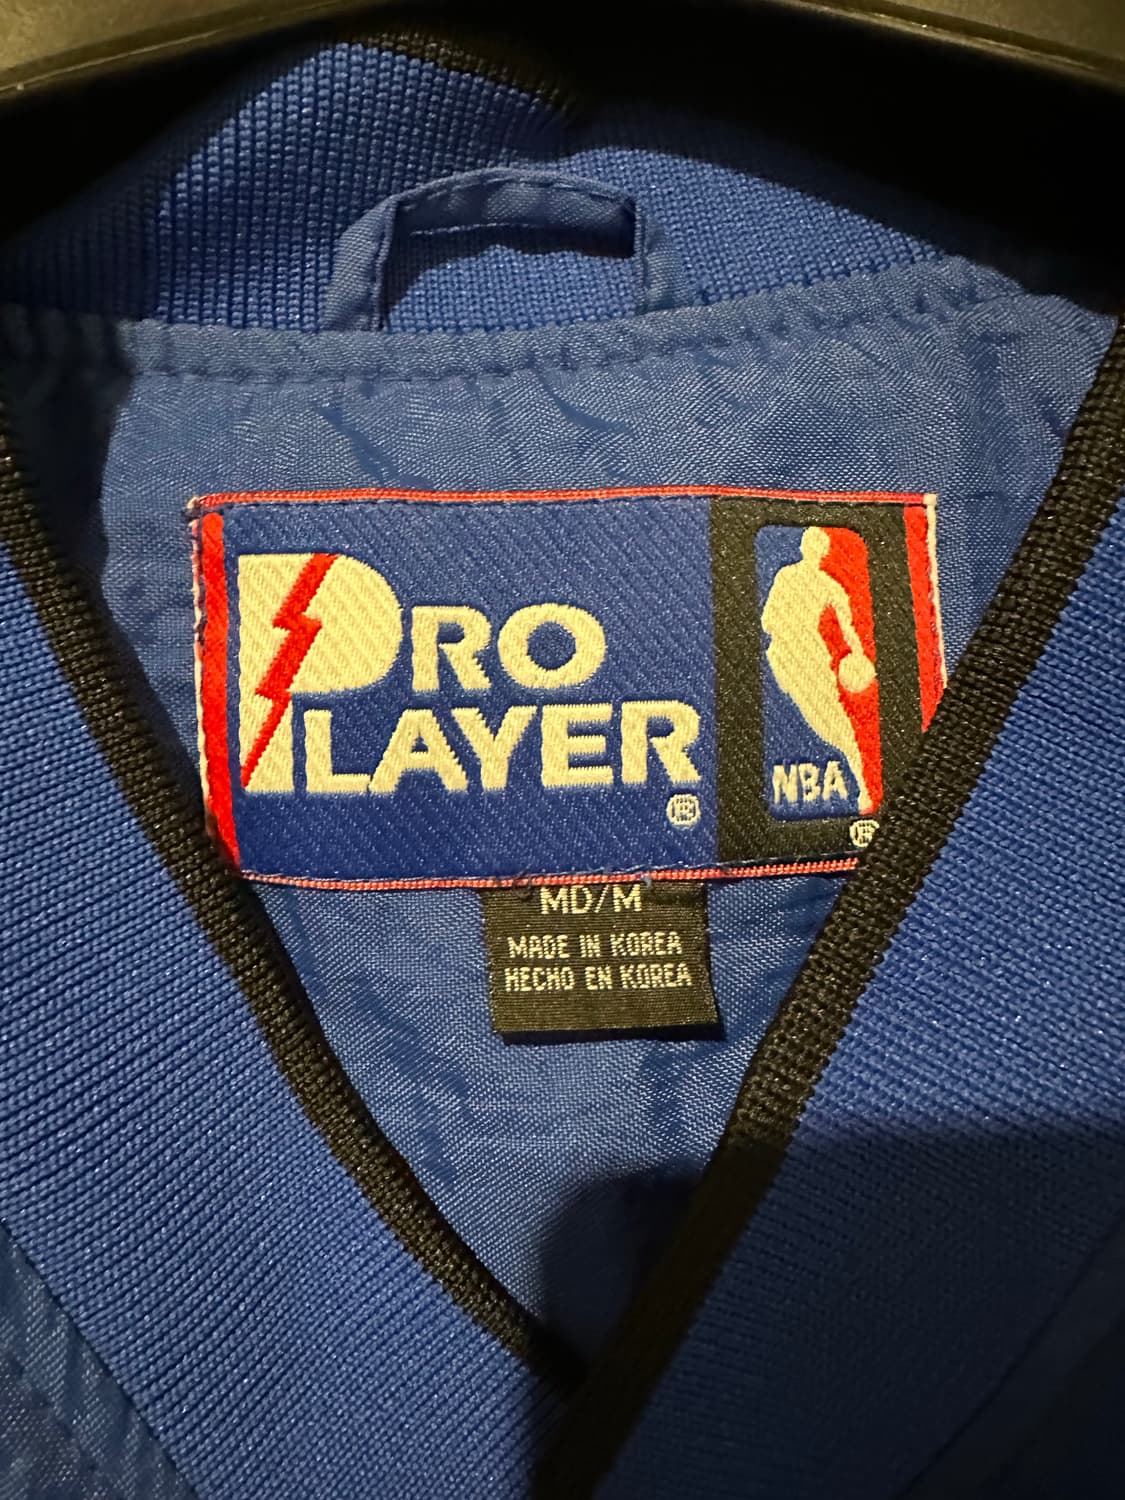 PRO
PLAYER
®
NBA
®
MD/M
MADE IN KOREA
HECHO EN KOREA